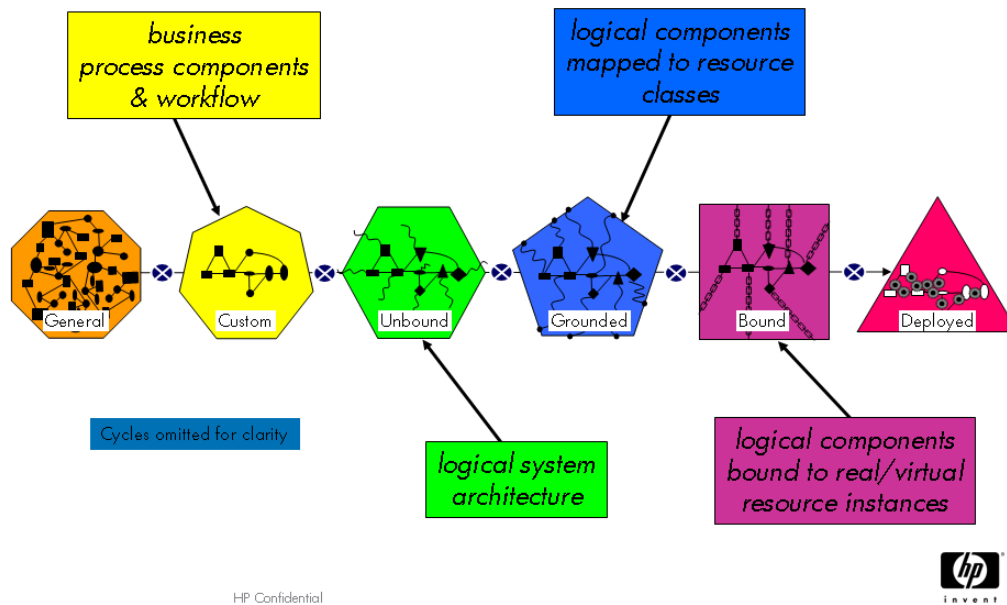 business
process components
& workflow
logical components
mapped to resource
classes
General
Custom
Unbound
Grounded
Bound
Deployed
Cycles omitted for clarity
logical system
architecture
logical components
bound to real/virtual
resource instances
HP Confidential
hp
invent